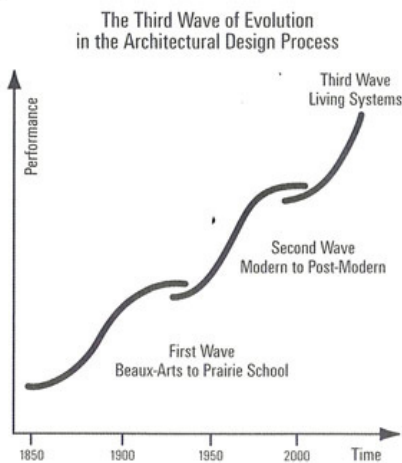 The Third Wave of Evolution
in the Architectural Design Process
Third Wave
Living Systems
Performance
Second Wave
Modern to Post-Modern
First Wave
Beaux-Arts to Prairie School
1850 1900 1950 2000 Time